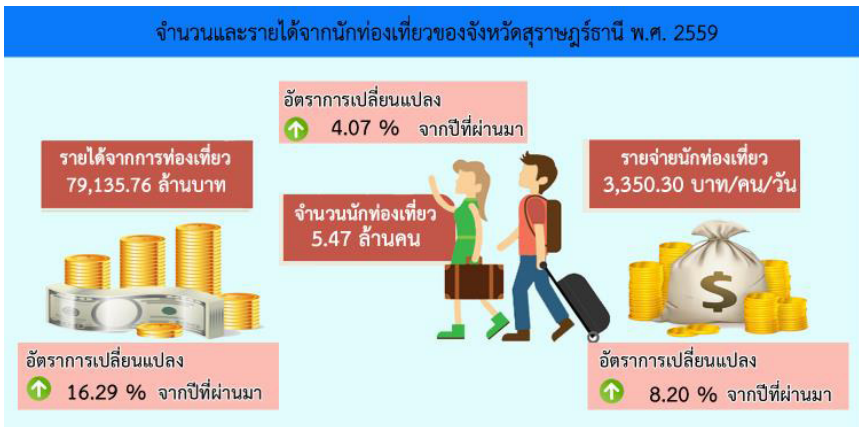 จำนวนและรายได้จากนักท่องเที่ยวของจังหวัดสุราษฎร์ธานี พ.ศ. 2559
อัตราการเปลี่ยนแปลง
4.07 % จากปีที่ผ่านมา
รายได้จากการท่องเที่ยว
79,135.76 ล้านบาท
จำนวนนักท่องเที่ยว
5.47 ล้านคน
รายจ่ายนักท่องเที่ยว
3,350.30 บาท/คน/วัน
$
อัตราการเปลี่ยนแปลง
16.29 % จากปีที่ผ่านมา
อัตราการเปลี่ยนแปลง
8.20 % จากปีที่ผ่านมา